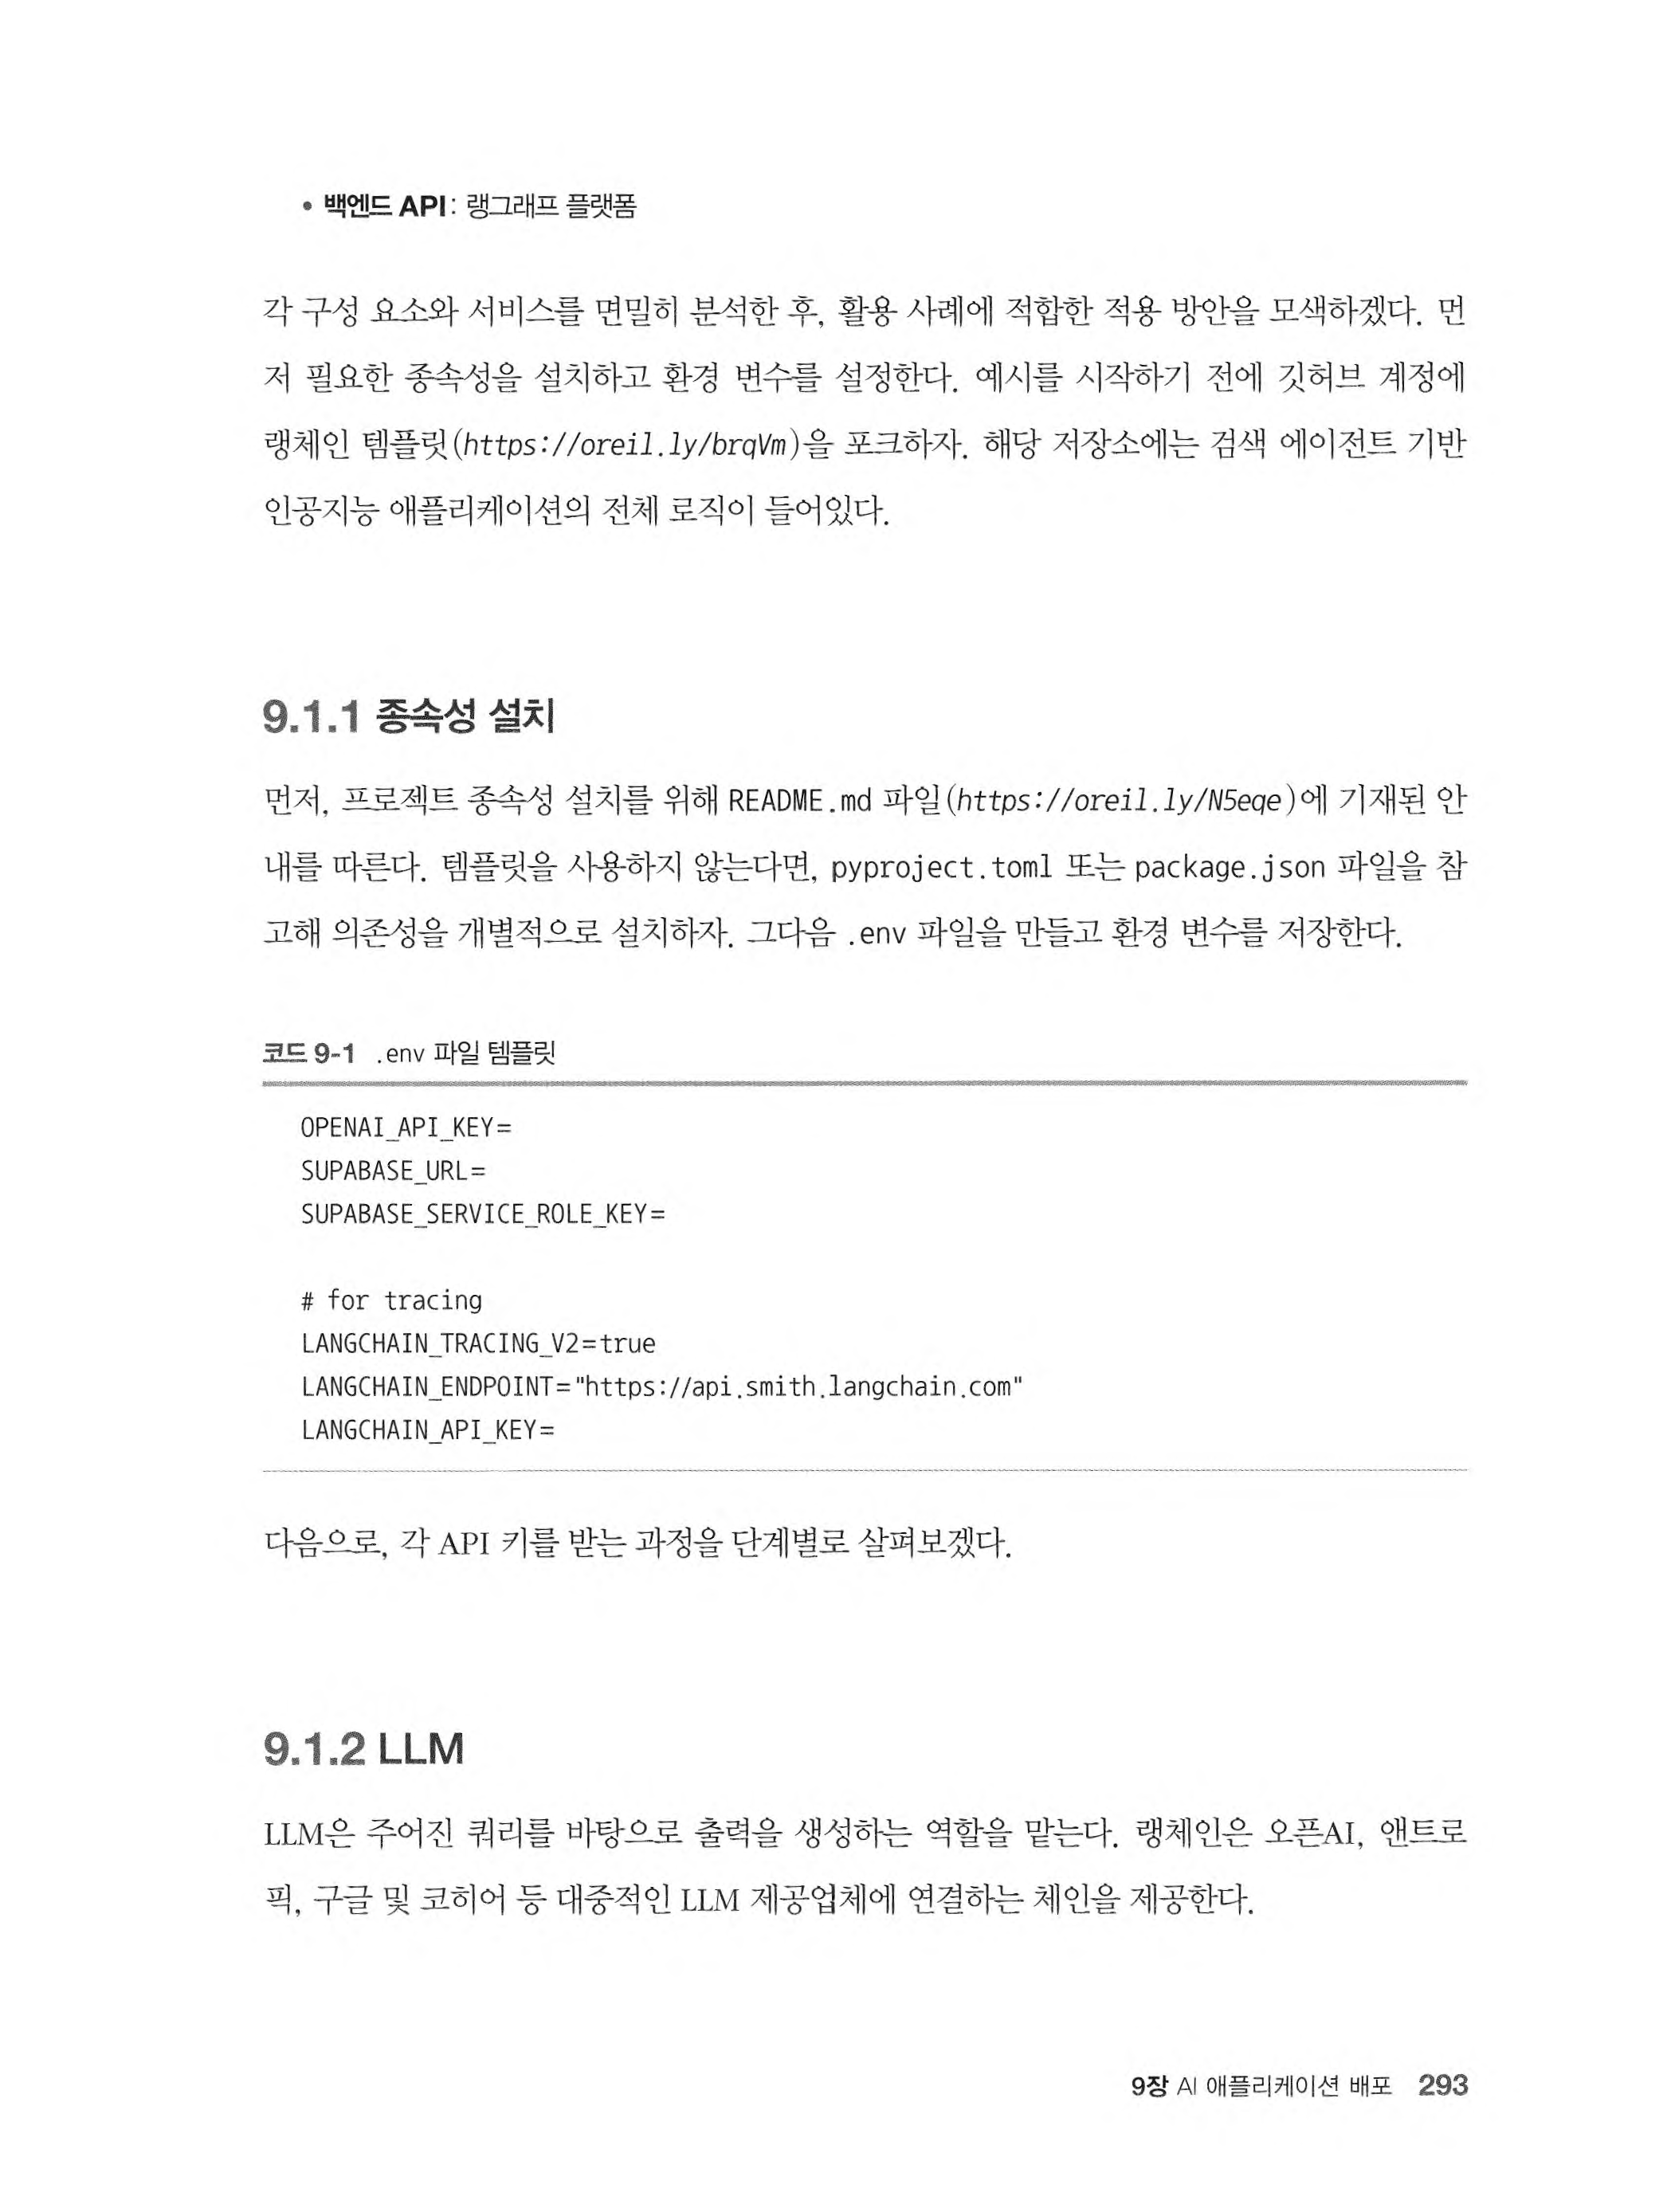 • 백엔드 API: 랭그래프 플랫폼
각 구성 요소와 서비스를 면밀히 분석한 후, 활용 사례에 적합한 적용 방안을 모색하겠다. 먼
저 필요한 종속성을 설치하고 환경 변수를 설정한다. 예시를 시작하기 전에 깃허브 계정에
랭체인 템플릿(https://oreil.ly/brqVm)을 포크하자. 해당 저장소에는 검색 에이전트 기반
인공지능 애플리케이션의 전체 로직이 들어있다.
9.1.1 종속성 설치
먼저, 프로젝트 종속성 설치를 위해 README.md 파일(https://oreil.ly/N5eqe)에 기재된 안
내를 따른다. 템플릿을 사용하지 않는다면, pyproject.toml 또는 package.json 파일을 참
고해 의존성을 개별적으로 설치하자. 그다음 .env 파일을 만들고 환경 변수를 저장한다.
코드 9-1 .env 파일 템플릿
OPENAI_API_KEY=
SUPABASE_URL=
SUPABASE_SERVICE_ROLE_KEY=
# for tracing
LANGCHAIN_TRACING_V2=true
LANGCHAIN_ENDPOINT="https://api.smith.langchain.com"
LANGCHAIN_API_KEY=
다음으로, 각 API 키를 받는 과정을 단계별로 살펴보겠다.
9.1.2 LLM
LLM은 주어진 쿼리를 바탕으로 출력을 생성하는 역할을 맡는다. 랭체인은 오픈AI, 앤트로
픽, 구글 및 코히어 등 대중적인 LLM 제공업체에 연결하는 체인을 제공한다.
9장 AI 애플리케이션 배포 293